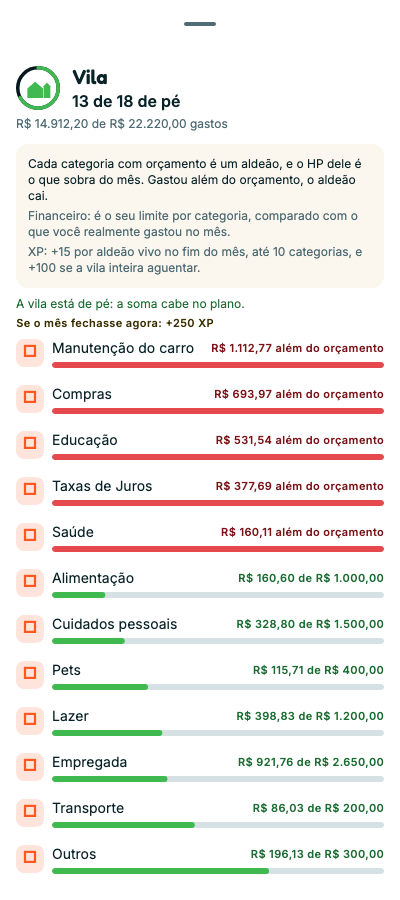 Vila
13 de 18 de pé
R$ 14.912,20 de R$ 22.220,00 gastos
Cada categoria com orçamento é um aldeão, e o HP dele é
o que sobra do mês. Gastou além do orçamento, o aldeão
cai.
Financeiro: é o seu limite por categoria, comparado com o
que você realmente gastou no mês.
XP: +15 por aldeão vivo no fim do mês, até 10 categorias, e
+100 se a vila inteira aguentar.
A vila está de pé: a soma cabe no plano.
Se o mês fechasse agora: +250 XP
Manutenção do carro R$ 1.112,77 além do orçamento
Compras R$ 693,97 além do orçamento
Educação R$ 531,54 além do orçamento
Taxas de Juros R$ 377,69 além do orçamento
Saúde R$ 160,11 além do orçamento
Alimentação R$ 160,60 de R$ 1.000,00
Cuidados pessoais R$ 328,80 de R$ 1.500,00
Pets R$ 115,71 de R$ 400,00
Lazer R$ 398,83 de R$ 1.200,00
Empregada R$ 921,76 de R$ 2.650,00
Transporte R$ 86,03 de R$ 200,00
Outros R$ 196,13 de R$ 300,00